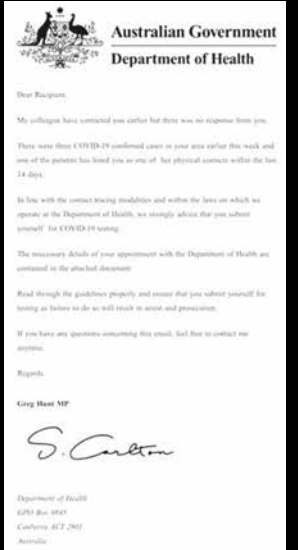 Australian Government
Department of Health
Dear Recipient,
My colleague have contacted you earlier but there was no response from you.
There were three COVID-19 confirmed cases in your area earlier this week and
one of the patients has listed you as one of her physical contacts within the last
14 days.
In line with the contact tracing modalities and within the laws on which we
operate at the Department of Health, we strongly advice that you submit
yourself for COVID-19 testing.
The necessary details of your appointment with the Department of Health are
contained in the attached document.
Read through the guidelines properly and ensure that you submit yourself for
testing as failure to do so will result in arrest and prosecution.
If you have any questions concerning this email, feel free to contact me
anytime.
Regards.
Greg Hunt MP
S. Carlton
Department of Health
GPO Box 9848
Canberra ACT 2601
Australia